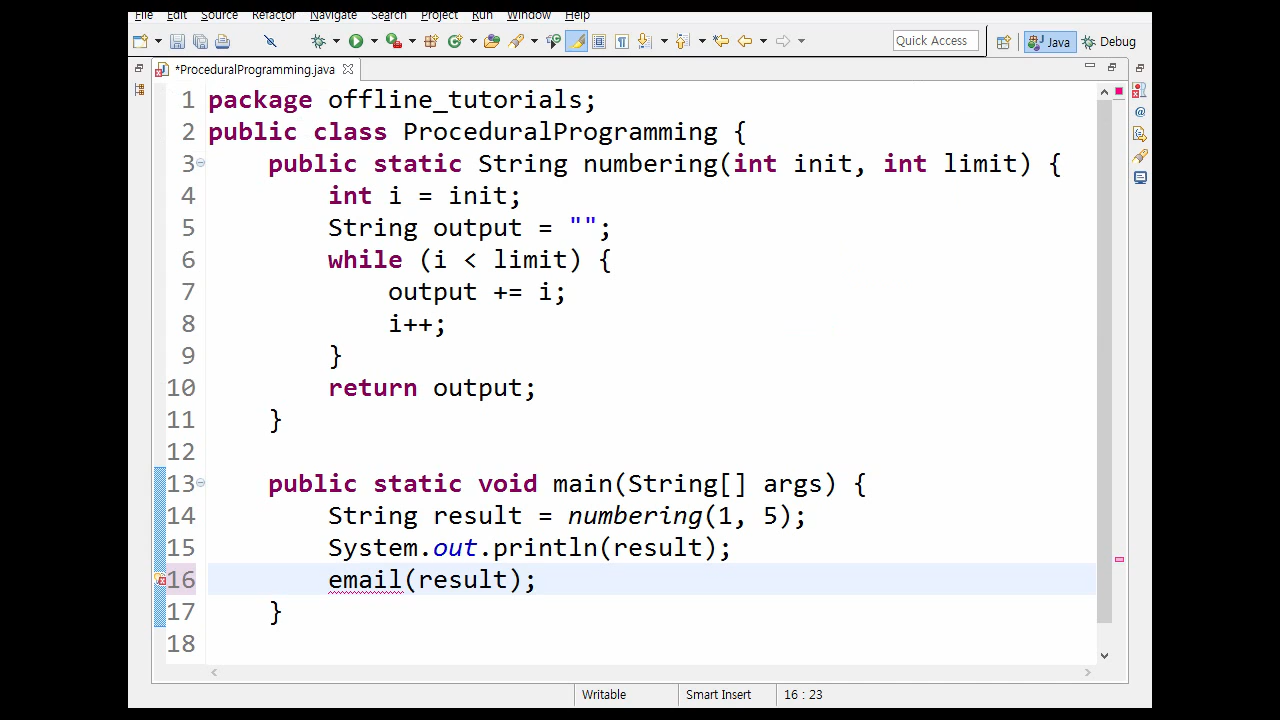 File Edit Source Refactor Navigate Search Project Run Window Help
Quick Access Java Debug
*ProceduralProgramming.java
1 package offline_tutorials;
2 public class ProceduralProgramming {
3 public static String numbering(int init, int limit) {
4 int i = init;
5 String output = "";
6 while (i < limit) {
7 output += i;
8 i++;
9 }
10 return output;
11 }
12
13 public static void main(String[] args) {
14 String result = numbering(1, 5);
15 System.out.println(result);
16 email(result);
17 }
18
Writable Smart Insert 16 : 23